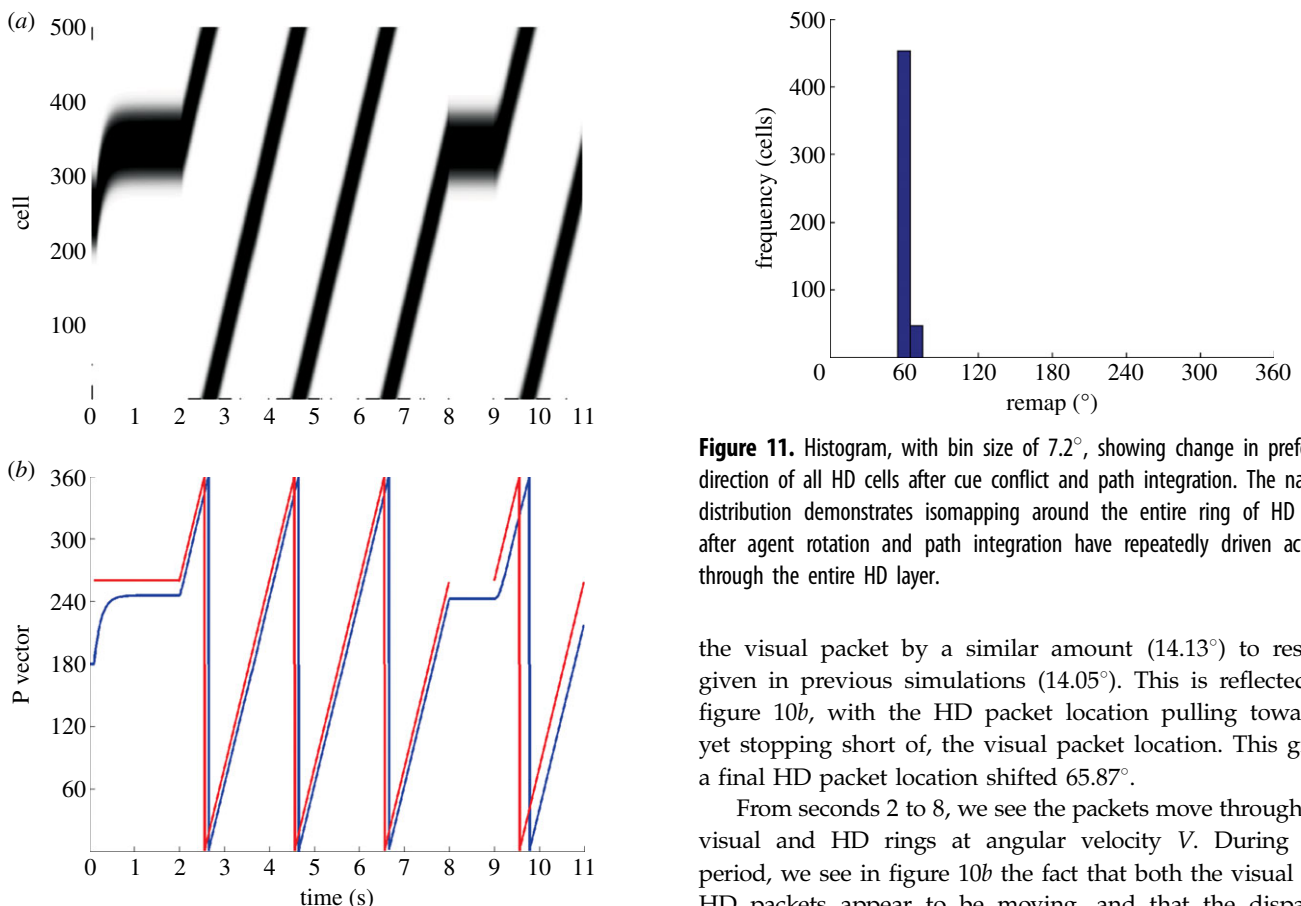 (a)
500
400
300
200
100
cell
0 1 2 3 4 5 6 7 8 9 10 11
(b)
360
300
240
180
120
60
P vector
0 1 2 3 4 5 6 7 8 9 10 11
time (s)
500
400
300
200
100
frequency (cells)
0 60 120 180 240 300 360
remap (°)
Figure 11. Histogram, with bin size of 7.2°, showing change in prefe
direction of all HD cells after cue conflict and path integration. The na
distribution demonstrates isomapping around the entire ring of HD
after agent rotation and path integration have repeatedly driven ac
through the entire HD layer.
the visual packet by a similar amount (14.13°) to res
given in previous simulations (14.05°). This is reflected
figure 10b, with the HD packet location pulling towa
yet stopping short of, the visual packet location. This g
a final HD packet location shifted 65.87°.
From seconds 2 to 8, we see the packets move through
visual and HD rings at angular velocity V. During
period, we see in figure 10b the fact that both the visual
HD packets appear to be moving, and that the dispa